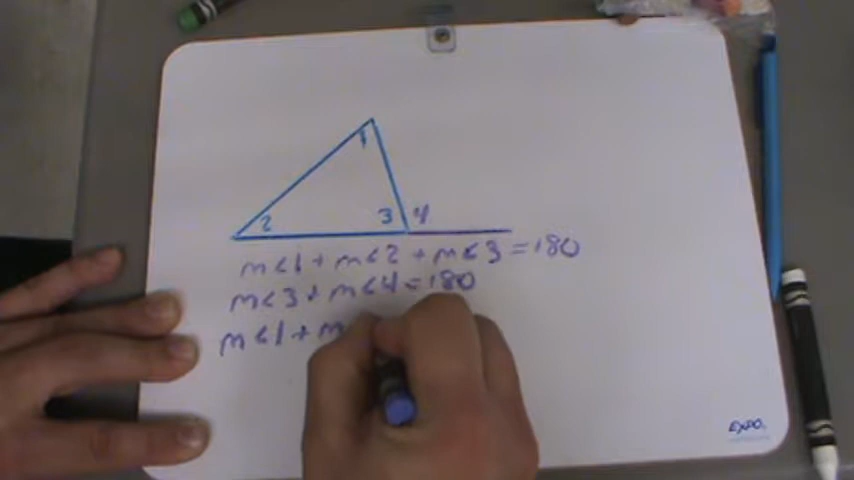 1
2 3 4
m<1 + m<2 + m<3 = 180
m<3 + m<4 = 180
m<1 + m
EXPO